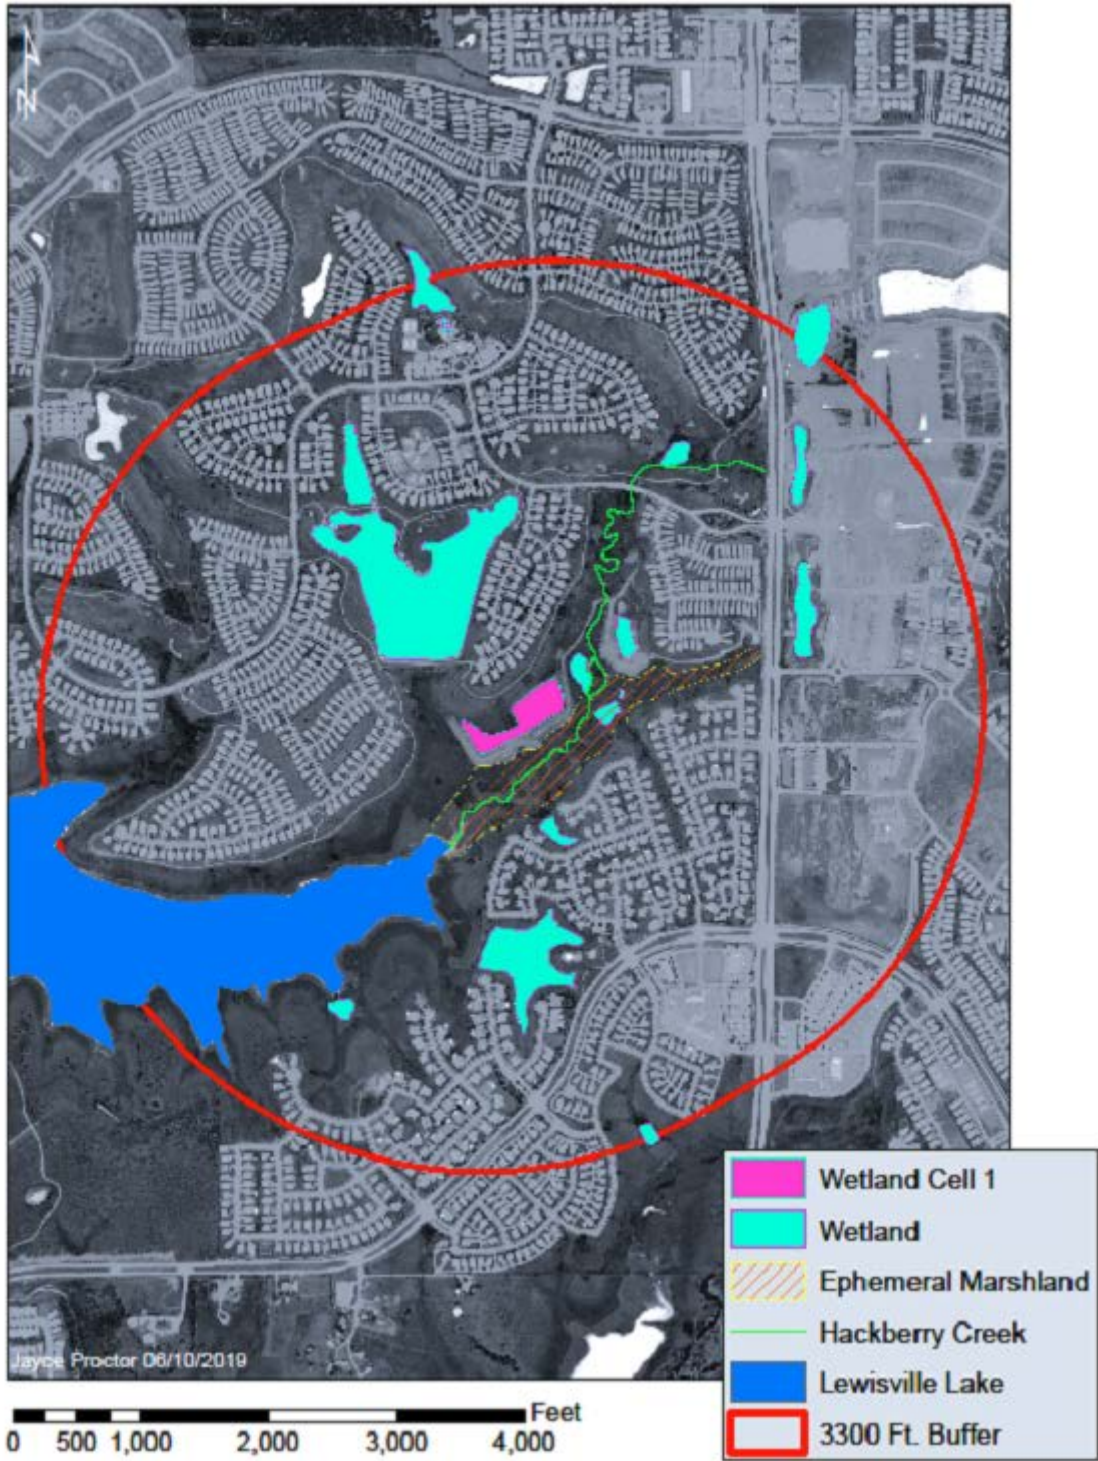 N
Wetland Cell 1
Wetland
Ephemeral Marshland
Hackberry Creek
Lewisville Lake
3300 Ft. Buffer
Jayce Proctor 06/10/2019
Feet
0 500 1,000 2,000 3,000 4,000